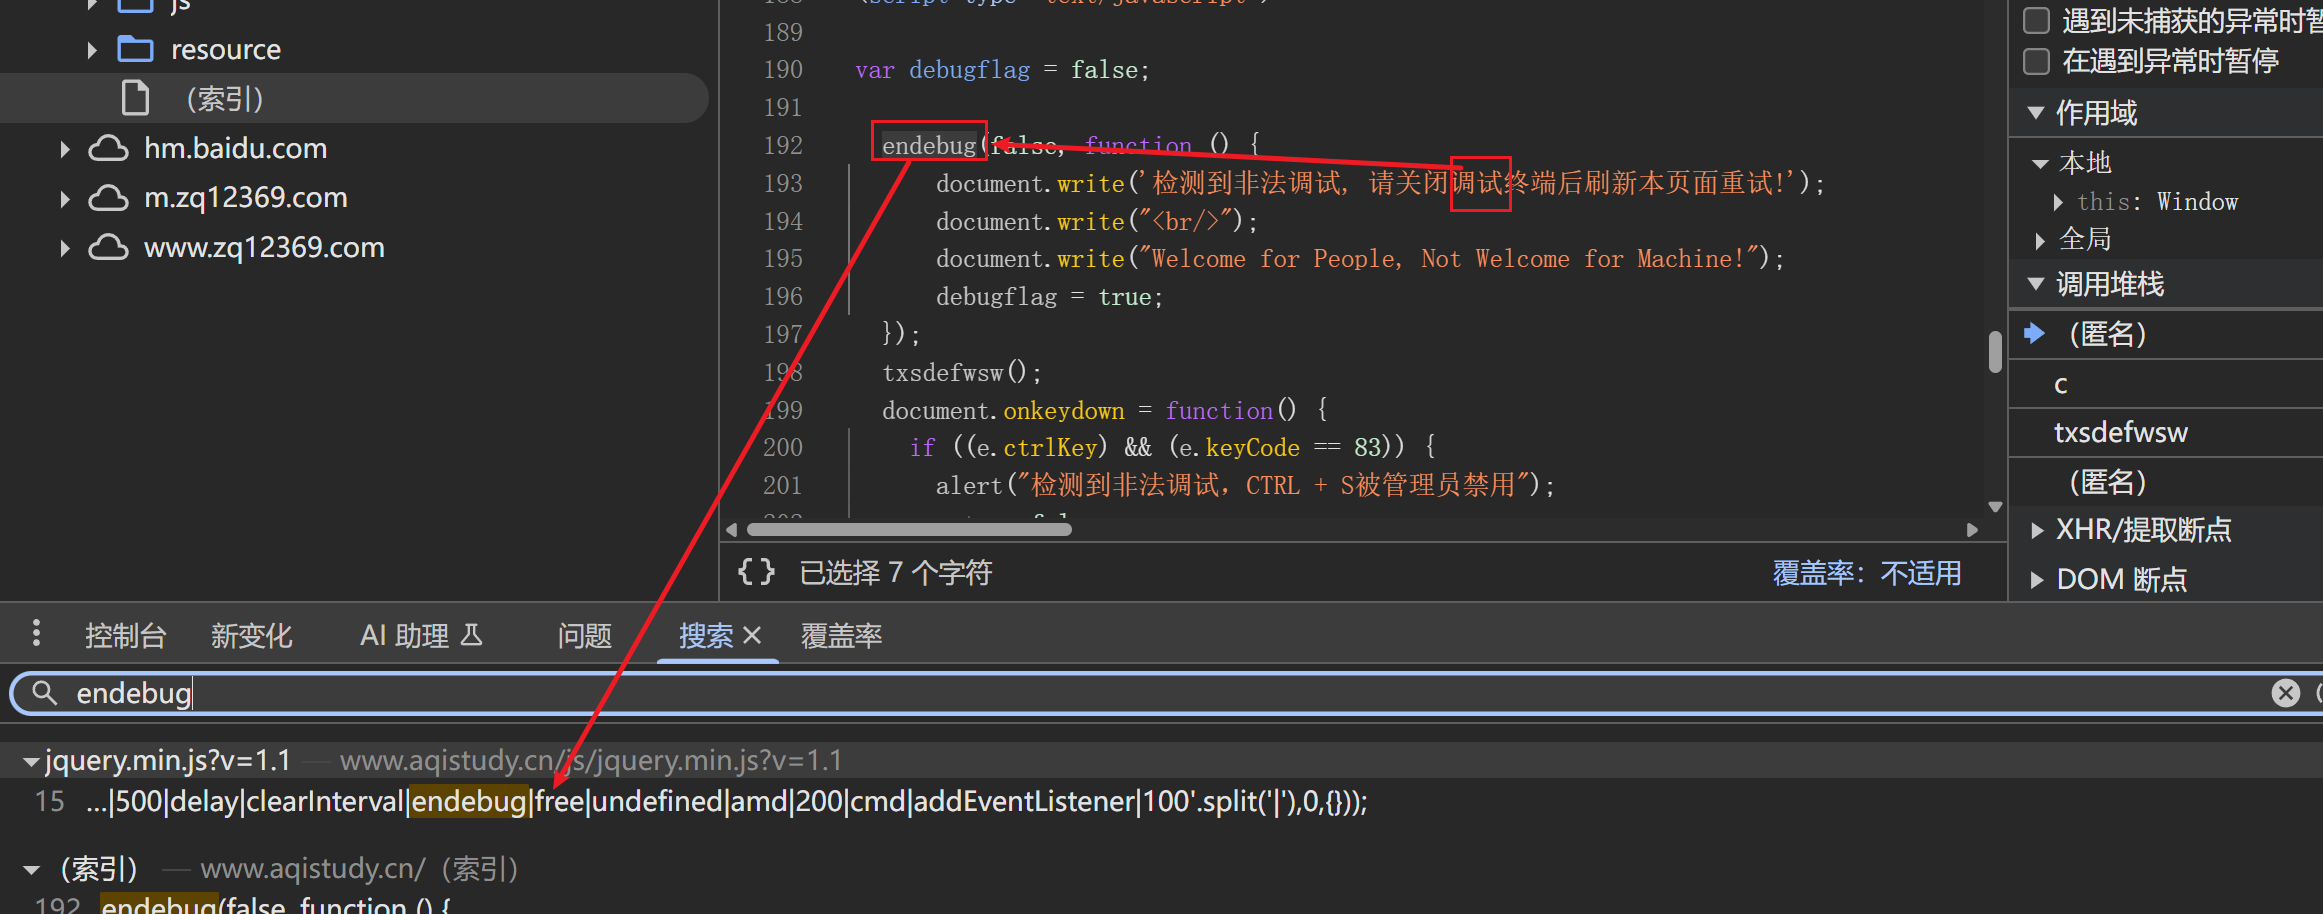 js
resource
(索引)
hm.baidu.com
m.zq12369.com
www.zq12369.com
189
190 var debugflag = false;
191
192 endebug(false, function () {
193 document.write('检测到非法调试, 请关闭调试终端后刷新本页面重试!');
194 document.write("<br/>");
195 document.write("Welcome for People, Not Welcome for Machine!");
196 debugflag = true;
197 });
198 txsdefwsw();
199 document.onkeydown = function() {
200 if ((e.ctrlKey) && (e.keyCode == 83)) {
201 alert("检测到非法调试，CTRL + S被管理员禁用");
{} 已选择 7 个字符
覆盖率：不适用
遇到未捕获的异常时暂
在遇到异常时暂停
作用域
本地
this: Window
全局
调用堆栈
(匿名)
c
txsdefwsw
(匿名)
XHR/提取断点
DOM 断点
控制台 新变化 AI 助理 问题 搜索 覆盖率
endebug
jquery.min.js?v=1.1 — www.aqistudy.cn/js/jquery.min.js?v=1.1
15 …|500|delay|clearInterval|endebug|free|undefined|amd|200|cmd|addEventListener|100'.split('|'),0,{}));
(索引) — www.aqistudy.cn/ (索引)
192 endebug(false, function () {